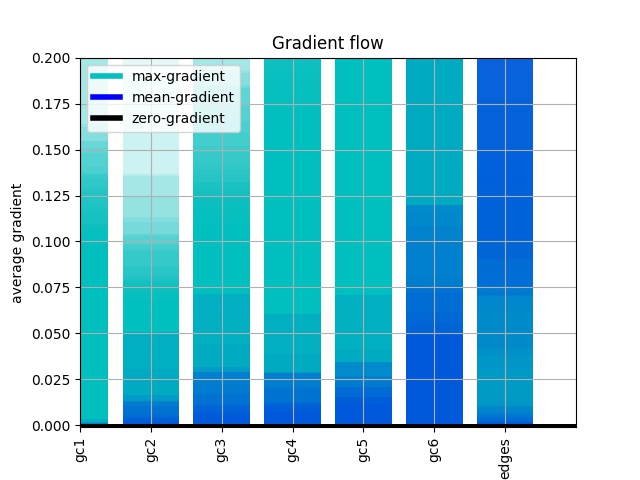 Gradient flow
max-gradient
mean-gradient
zero-gradient
average gradient
0.200
0.175
0.150
0.125
0.100
0.075
0.050
0.025
0.000
gc1
gc2
gc3
gc4
gc5
gc6
edges